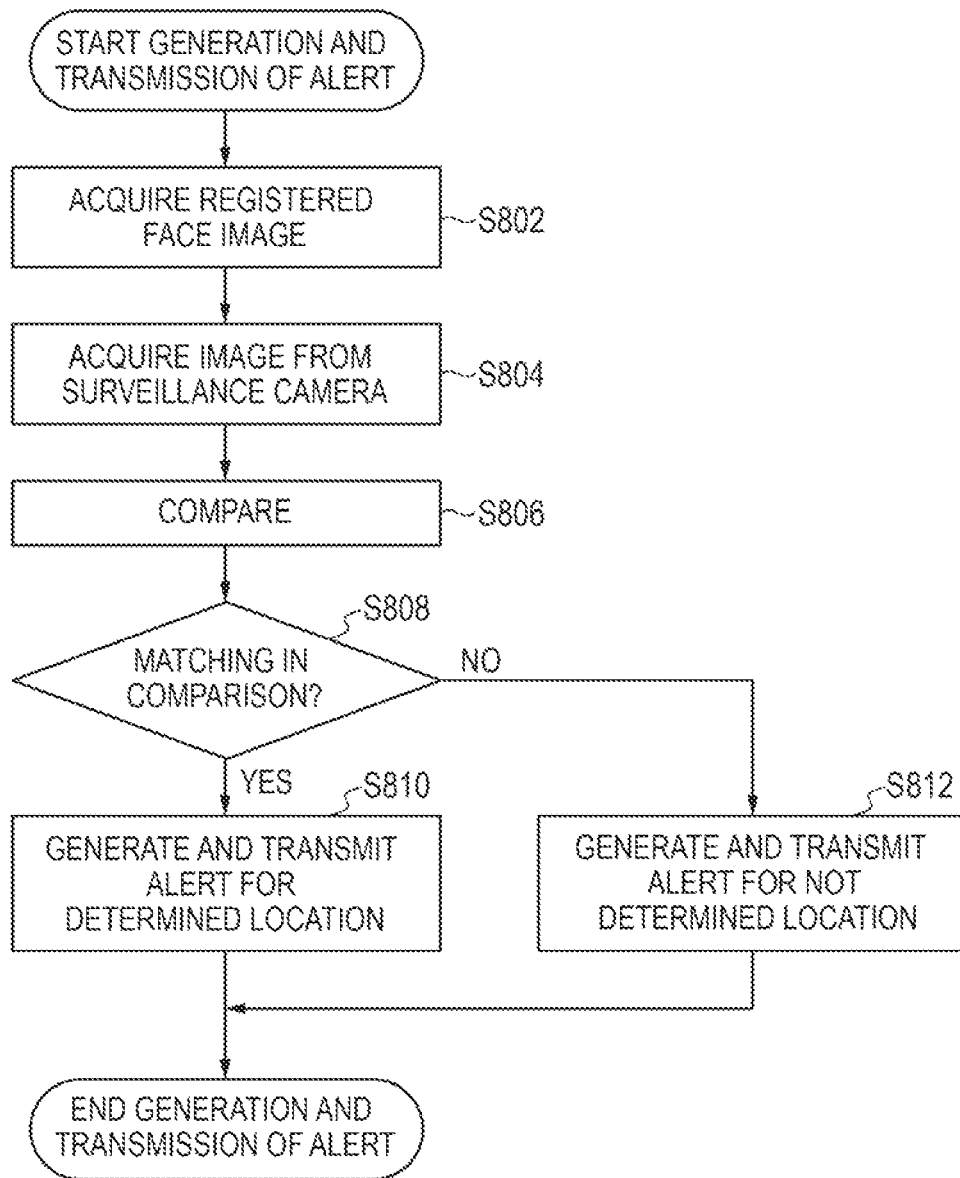 START GENERATION AND
TRANSMISSION OF ALERT
ACQUIRE REGISTERED
FACE IMAGE
S802
ACQUIRE IMAGE FROM
SURVEILLANCE CAMERA
S804
COMPARE
S806
S808
MATCHING IN
COMPARISON?
NO
YES
S810
GENERATE AND TRANSMIT
ALERT FOR
DETERMINED LOCATION
S812
GENERATE AND TRANSMIT
ALERT FOR NOT
DETERMINED LOCATION
END GENERATION AND
TRANSMISSION OF ALERT